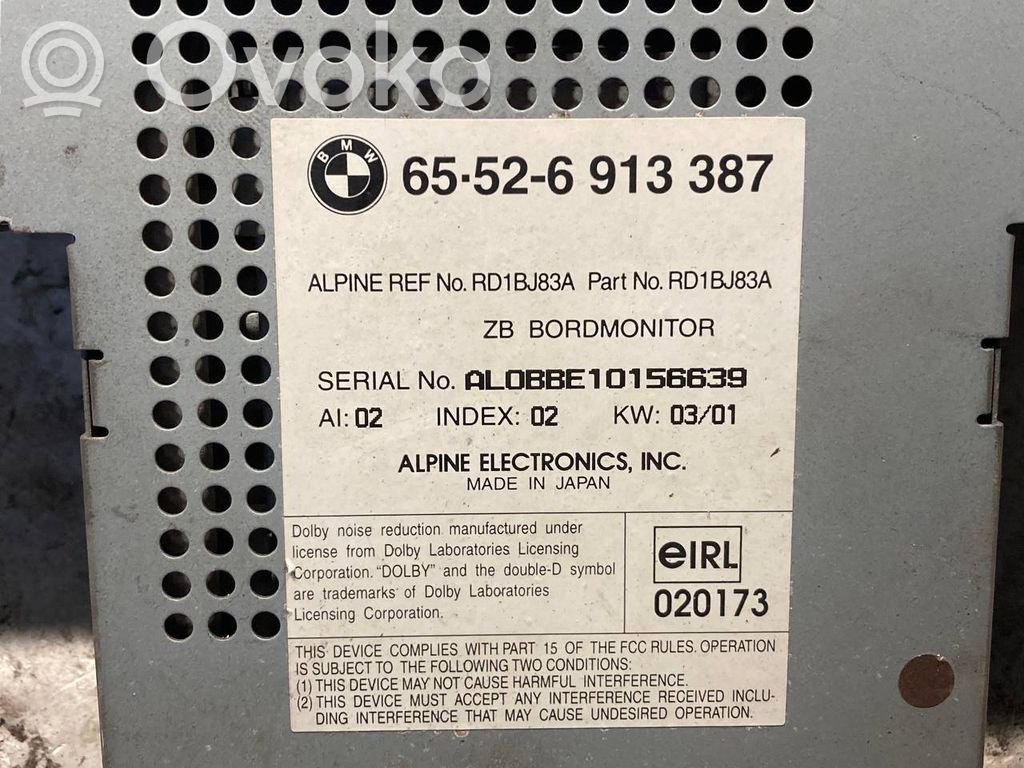 Ovoko
BMW 65·52-6 913 387
ALPINE REF No. RD1BJ83A Part No. RD1BJ83A
ZB BORDMONITOR
SERIAL No. AL0BBE10156639
AI: 02 INDEX: 02 KW: 03/01
ALPINE ELECTRONICS, INC.
MADE IN JAPAN
Dolby noise reduction manufactured under
license from Dolby Laboratories Licensing
Corporation. "DOLBY" and the double-D symbol
are trademarks of Dolby Laboratories
Licensing Corporation.
eIRL
020173
THIS DEVICE COMPLIES WITH PART 15 OF THE FCC RULES. OPERATION
IS SUBJECT TO THE FOLLOWING TWO CONDITIONS:
(1) THIS DEVICE MAY NOT CAUSE HARMFUL INTERFERENCE.
(2) THIS DEVICE MUST ACCEPT ANY INTERFERENCE RECEIVED INCLU-
DING INTERFERENCE THAT MAY CAUSE UNDESIRED OPERATION.